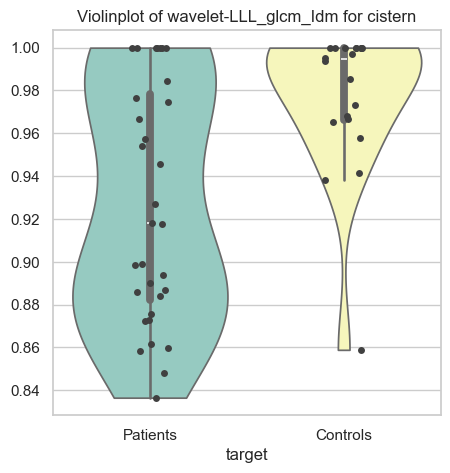 Violinplot of wavelet-LLL_glcm_Idm for cistern
1.00
0.98
0.96
0.94
0.92
0.90
0.88
0.86
0.84
Patients
Controls
target